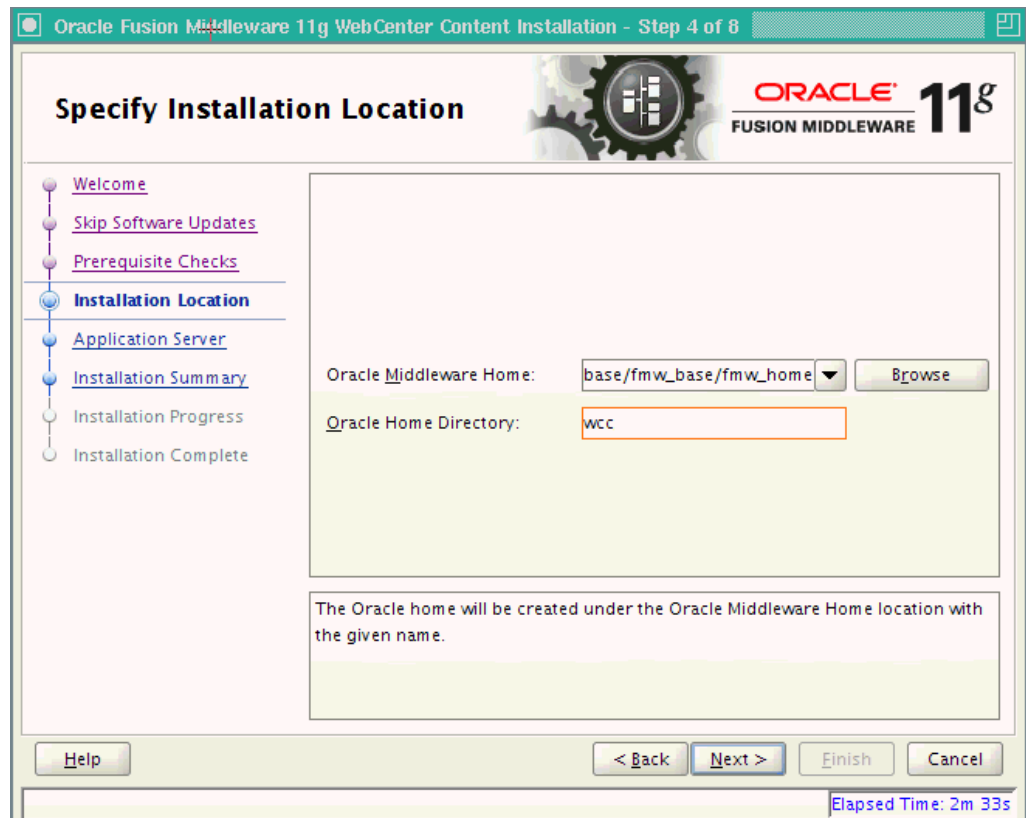 Oracle Fusion Middleware 11g WebCenter Content Installation - Step 4 of 8
Specify Installation Location
ORACLE
FUSION MIDDLEWARE 11g
Welcome
Skip Software Updates
Prerequisite Checks
Installation Location
Application Server
Installation Summary
Installation Progress
Installation Complete
Oracle Middleware Home: base/fmw_base/fmw_home Browse
Oracle Home Directory: wcc
The Oracle home will be created under the Oracle Middleware Home location with
the given name.
Help < Back Next > Finish Cancel
Elapsed Time: 2m 33s